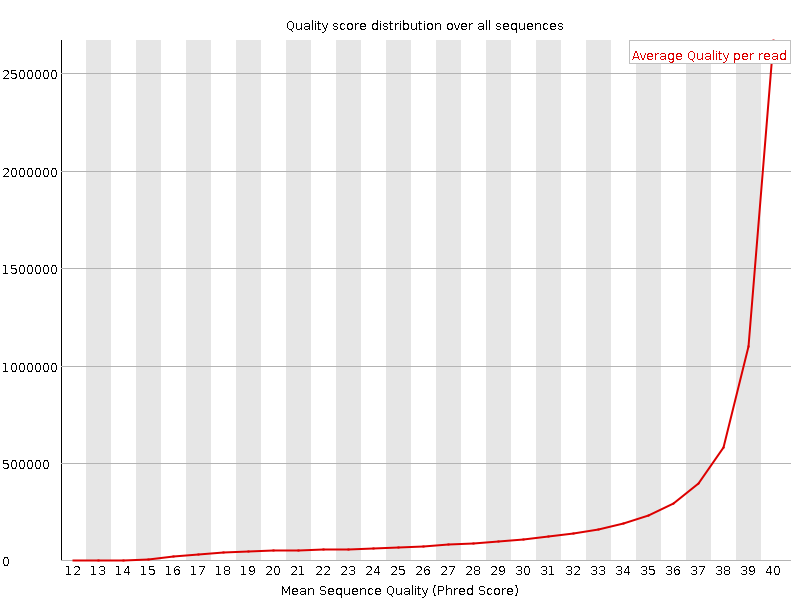 Quality score distribution over all sequences
Average Quality per read
2500000
2000000
1500000
1000000
500000
0
12 13 14 15 16 17 18 19 20 21 22 23 24 25 26 27 28 29 30 31 32 33 34 35 36 37 38 39 40
Mean Sequence Quality (Phred Score)